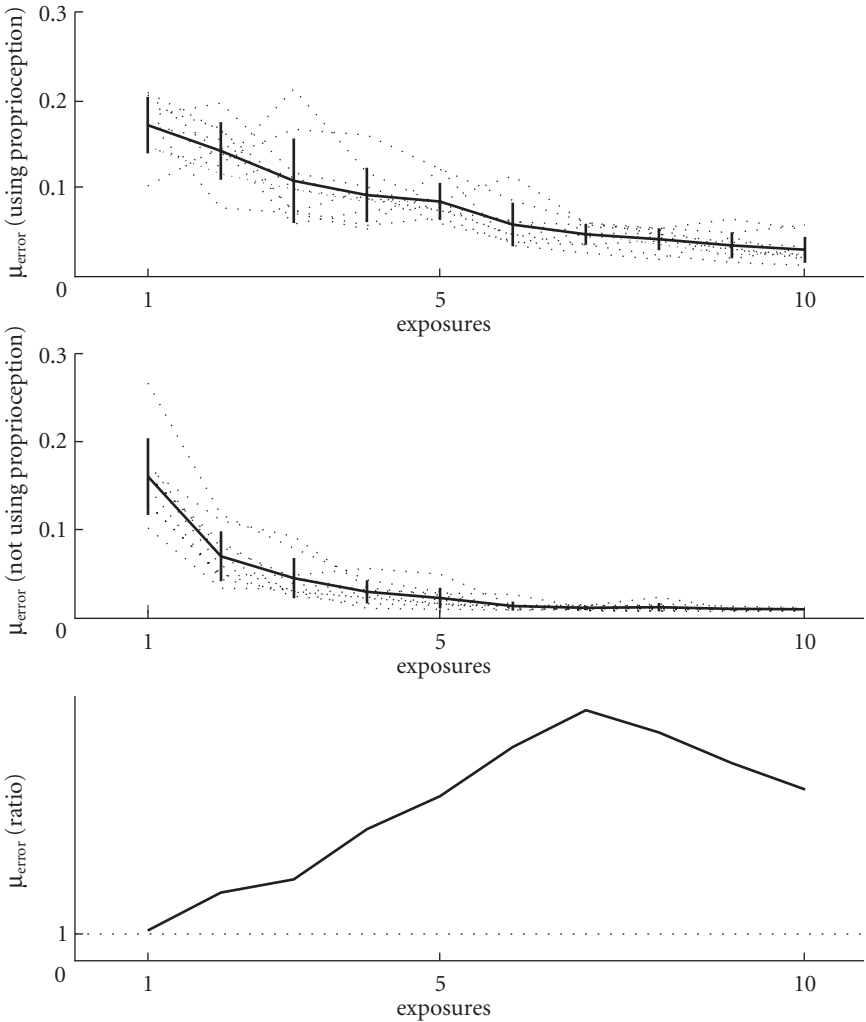 0.3
0.2
0.1
0
μerror (using proprioception)
1 5 10
exposures
0.3
0.2
0.1
0
μerror (not using proprioception)
1 5 10
exposures
μerror (ratio)
1
0
1 5 10
exposures